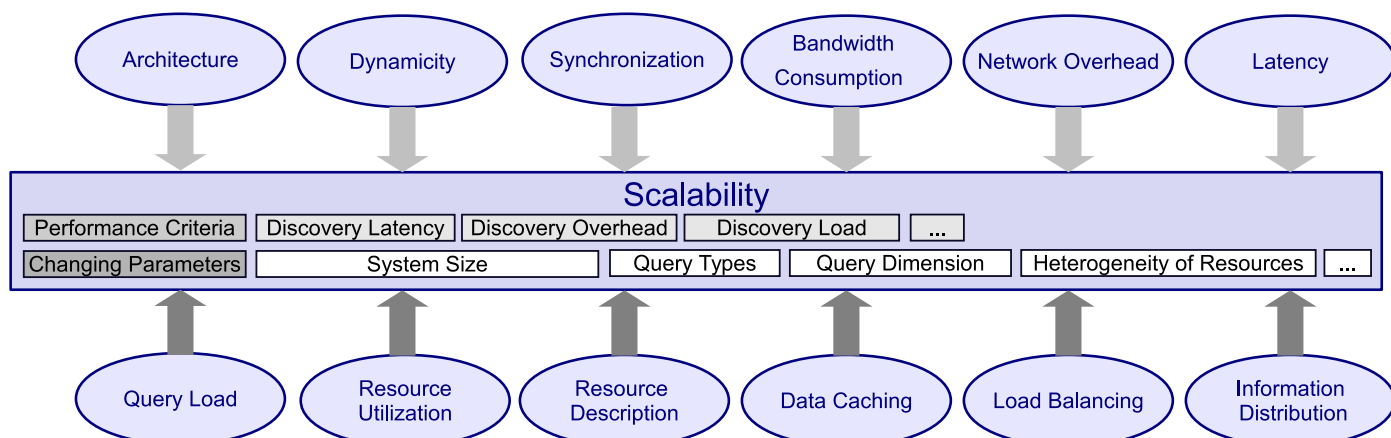 Architecture
Dynamicity
Synchronization
Bandwidth
Consumption
Network Overhead
Latency
Scalability
Performance Criteria
Discovery Latency
Discovery Overhead
Discovery Load
...
Changing Parameters
System Size
Query Types
Query Dimension
Heterogeneity of Resources
...
Query Load
Resource
Utilization
Resource
Description
Data Caching
Load Balancing
Information
Distribution